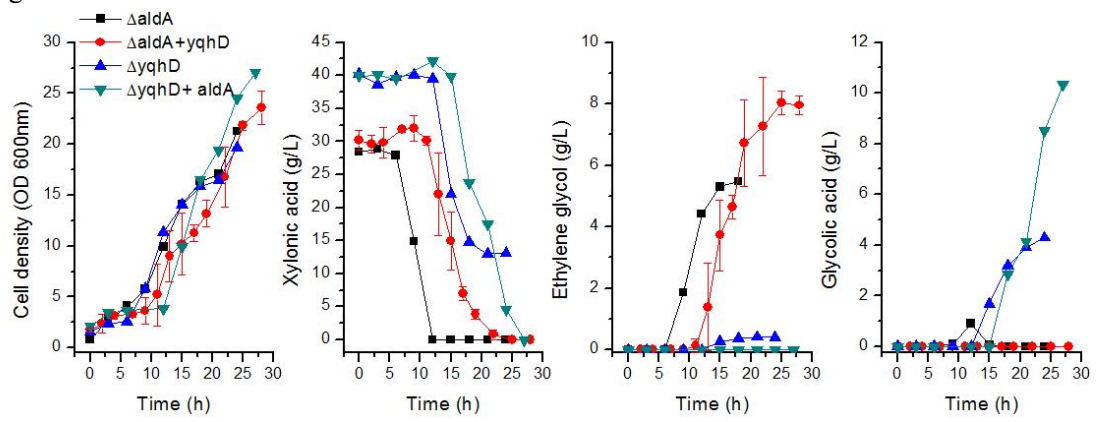 ΔaldA
ΔaldA+yqhD
ΔyqhD
ΔyqhD+ aldA
Cell density (OD 600nm)
30
25
20
15
10
5
0
0 5 10 15 20 25 30
Time (h)
Xylonic acid (g/L)
45
40
35
30
25
20
15
10
5
0
0 5 10 15 20 25 30
Time (h)
Ethylene glycol (g/L)
10
8
6
4
2
0
0 5 10 15 20 25 30
Time (h)
Glycolic acid (g/L)
12
10
8
6
4
2
0
0 5 10 15 20 25 30
Time (h)